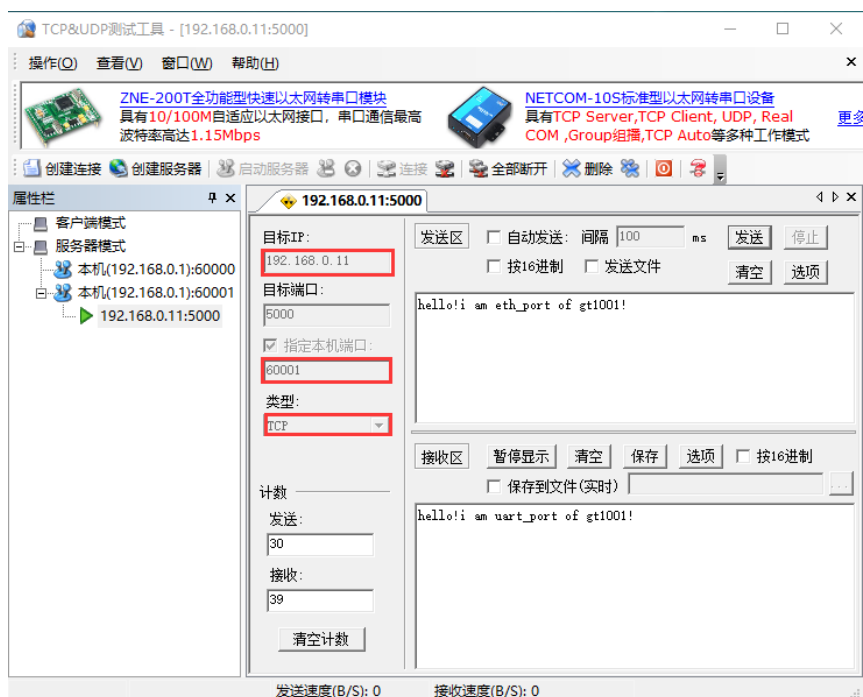 TCP&UDP测试工具 - [192.168.0.11:5000]
操作(O) 查看(V) 窗口(W) 帮助(H)
ZNE-200T全功能型快速以太网转串口模块
具有10/100M自适应以太网接口，串口通信最高
波特率高达1.15Mbps
NETCOM-10S标准型以太网转串口设备
具有TCP Server,TCP Client, UDP, Real
COM ,Group组播,TCP Auto等多种工作模式
更多
创建连接 创建服务器 启动服务器 连接 全部断开 删除
属性栏
客户端模式
服务器模式
本机(192.168.0.1):60000
本机(192.168.0.1):60001
192.168.0.11:5000
192.168.0.11:5000
目标IP:
192.168.0.11
目标端口:
5000
指定本机端口:
60001
类型:
TCP
计数
发送:
30
接收:
39
清空计数
发送区 自动发送: 间隔 100 ms 发送 停止
按16进制 发送文件 清空 选项
hello!i am eth_port of gt1001!
接收区 暂停显示 清空 保存 选项 按16进制
保存到文件(实时) ...
hello!i am uart_port of gt1001!
发送速度(B/S): 0 接收速度(B/S): 0